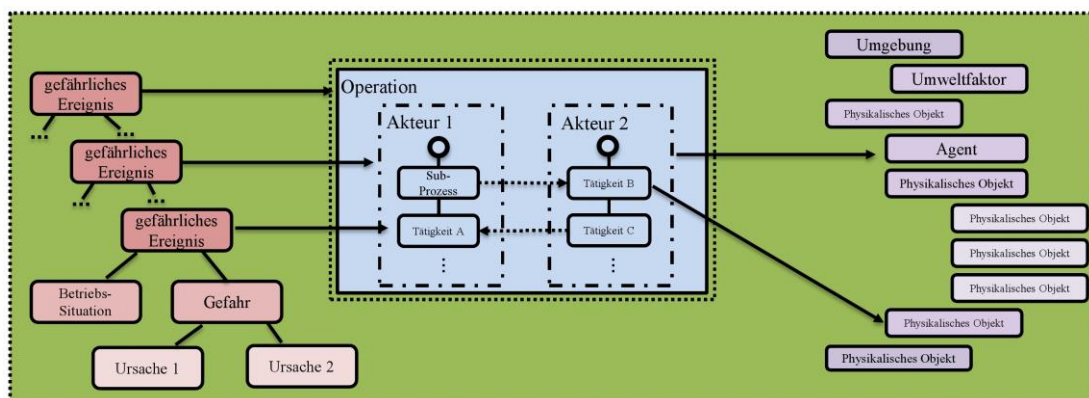 gefährliches
Ereignis
...
...
gefährliches
Ereignis
...
...
gefährliches
Ereignis
Betriebs-
Situation
Gefahr
Ursache 1
Ursache 2
Operation
Akteur 1
Sub-
Prozess
Tätigkeit A
⋮
Akteur 2
Tätigkeit B
Tätigkeit C
⋮
Umgebung
Umweltfaktor
Physikalisches Objekt
Agent
Physikalisches Objekt
Physikalisches Objekt
Physikalisches Objekt
Physikalisches Objekt
Physikalisches Objekt
Physikalisches Objekt